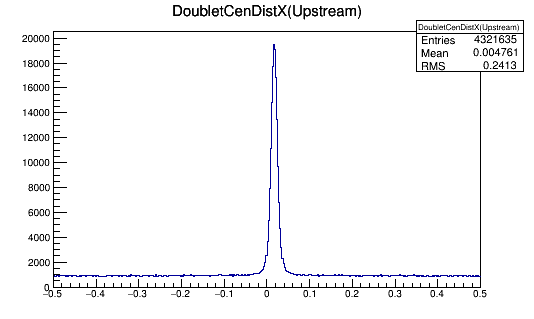 DoubletCenDistX(Upstream)
DoubletCenDistX(Upstream)
Entries 4321635
Mean 0.004761
RMS 0.2413
20000
18000
16000
14000
12000
10000
8000
6000
4000
2000
0
−0.5 −0.4 −0.3 −0.2 −0.1 0 0.1 0.2 0.3 0.4 0.5